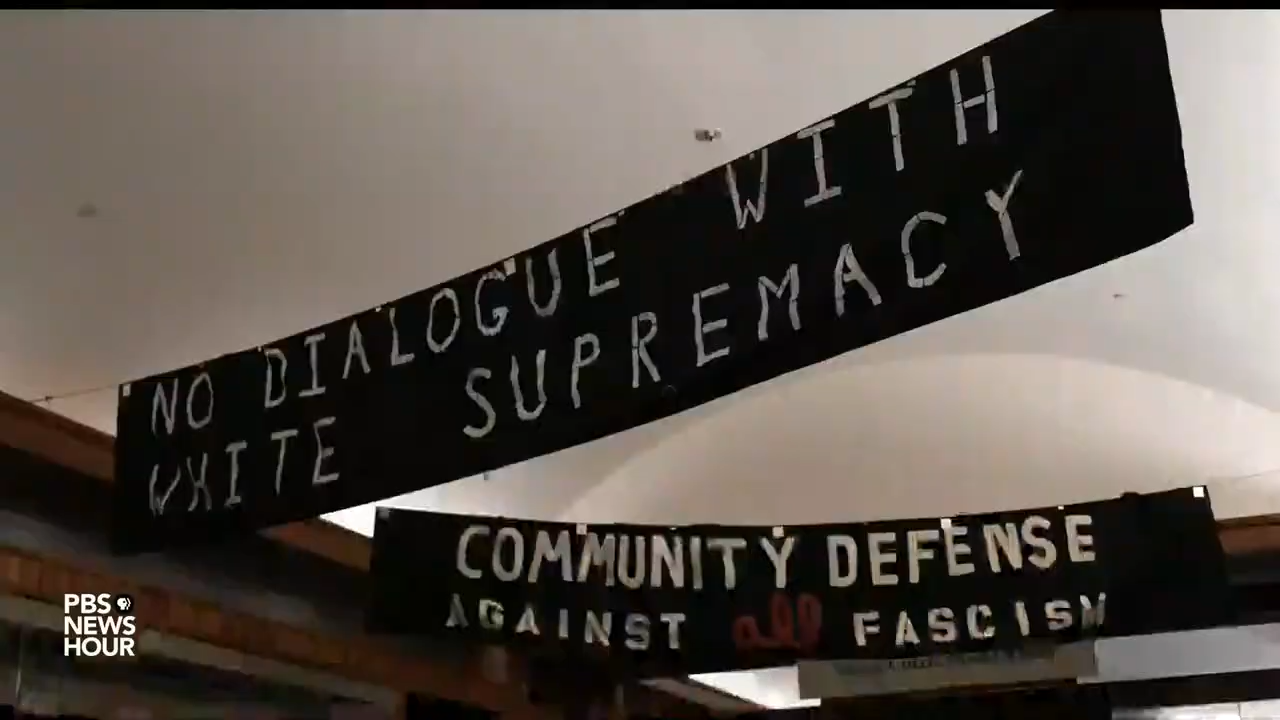 NO DIALOGUE WITH
WHITE SUPREMACY
COMMUNITY DEFENSE
AGAINST all FASCISM
PBS
NEWS
HOUR